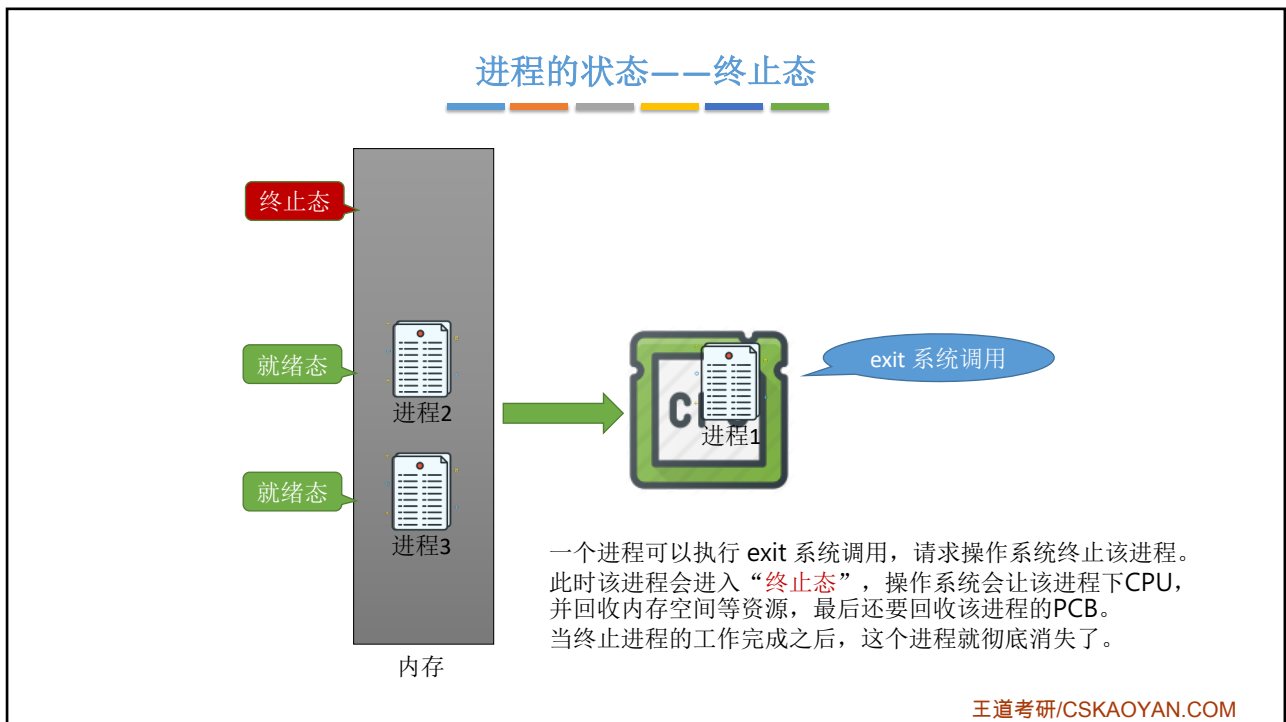 进程的状态——终止态
终止态
就绪态
进程2
就绪态
进程3
内存
进程1
exit 系统调用
一个进程可以执行 exit 系统调用，请求操作系统终止该进程。
此时该进程会进入“终止态”，操作系统会让该进程下CPU，
并回收内存空间等资源，最后还要回收该进程的PCB。
当终止进程的工作完成之后，这个进程就彻底消失了。
王道考研/CSKAOYAN.COM